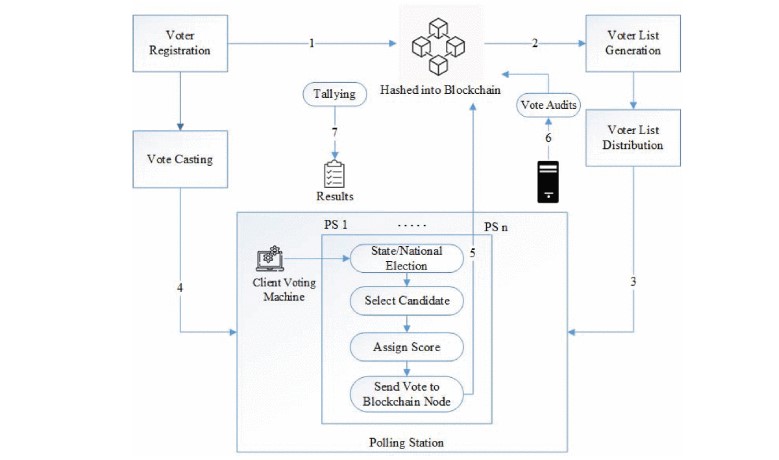 Voter
Registration
1
2
Voter List
Generation
Hashed into Blockchain
Tallying
Vote Audits
7
6
Vote Casting
Voter List
Distribution
Results
PS 1
. . . . .
PS n
State/National
Election
5
Client Voting
Machine
4
3
Select Candidate
Assign Score
Send Vote to
Blockchain Node
Polling Station